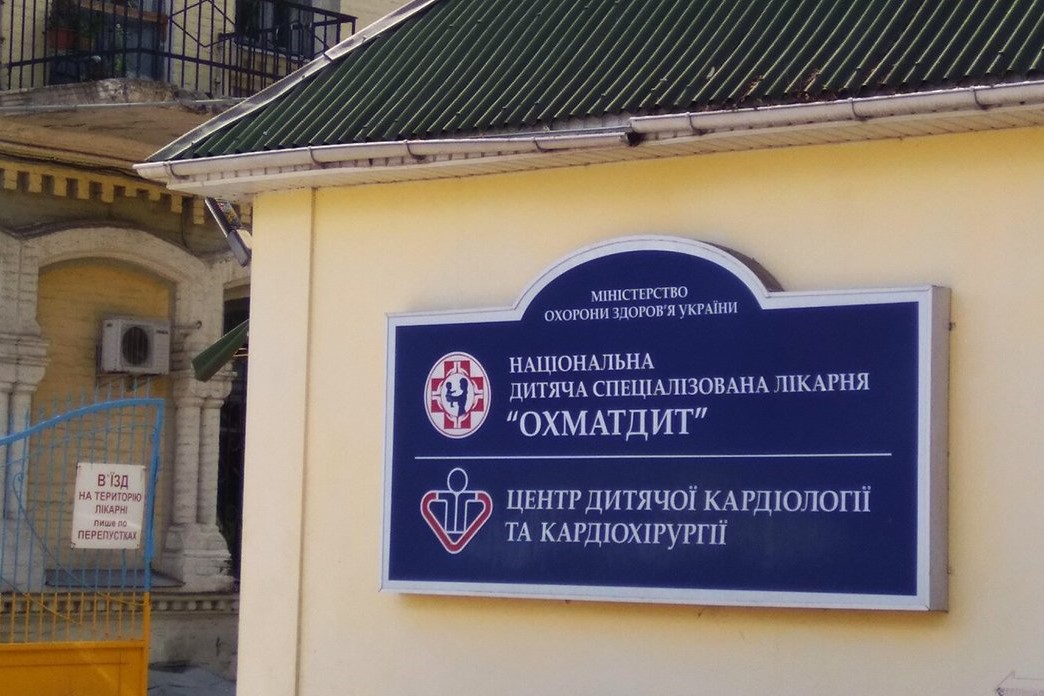 МІНІСТЕРСТВО
ОХОРОНИ ЗДОРОВ'Я УКРАЇНИ
НАЦІОНАЛЬНА
ДИТЯЧА СПЕЦІАЛІЗОВАНА ЛІКАРНЯ
“ОХМАТДИТ”
ЦЕНТР ДИТЯЧОЇ КАРДІОЛОГІЇ
ТА КАРДІОХІРУРГІЇ
В'ЇЗД
НА ТЕРИТОРІЮ
ЛІКАРНІ
лише по
ПЕРЕПУСТКАХ